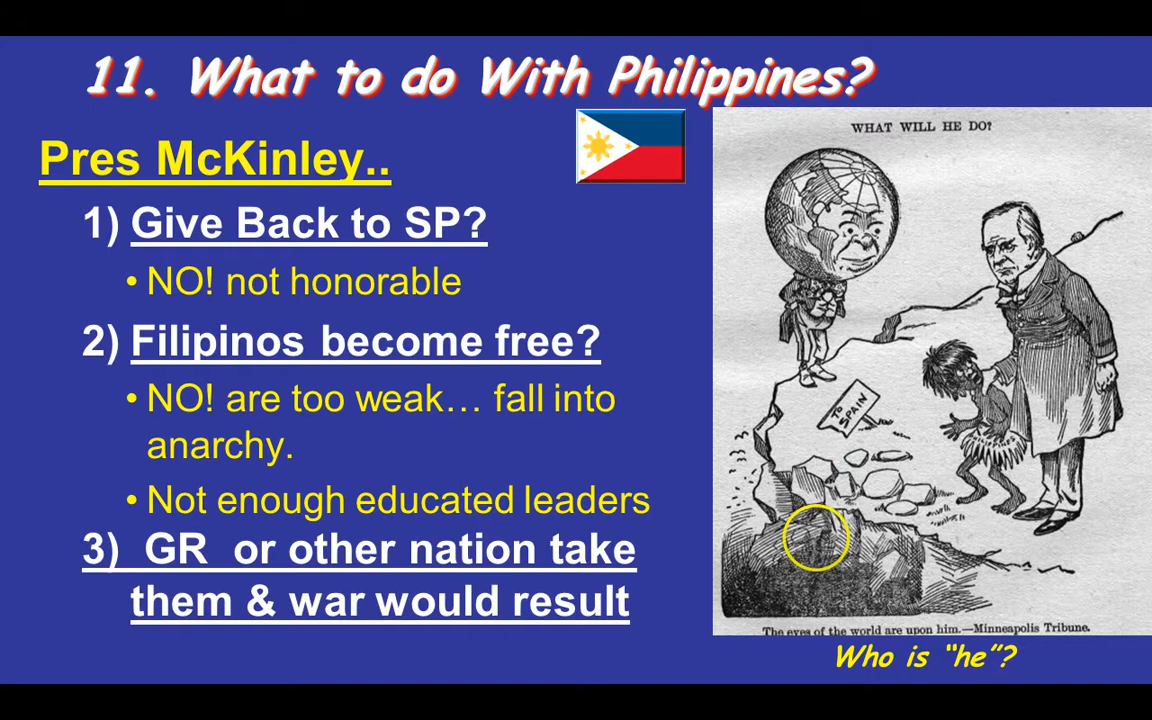 11. What to do With Philippines?
Pres McKinley..
1) Give Back to SP?
• NO! not honorable
2) Filipinos become free?
• NO! are too weak… fall into
anarchy.
• Not enough educated leaders
3) GR or other nation take
them & war would result
WHAT WILL HE DO?
TO
SPAIN
The eyes of the world are upon him.—Minneapolis Tribune.
Who is "he"?